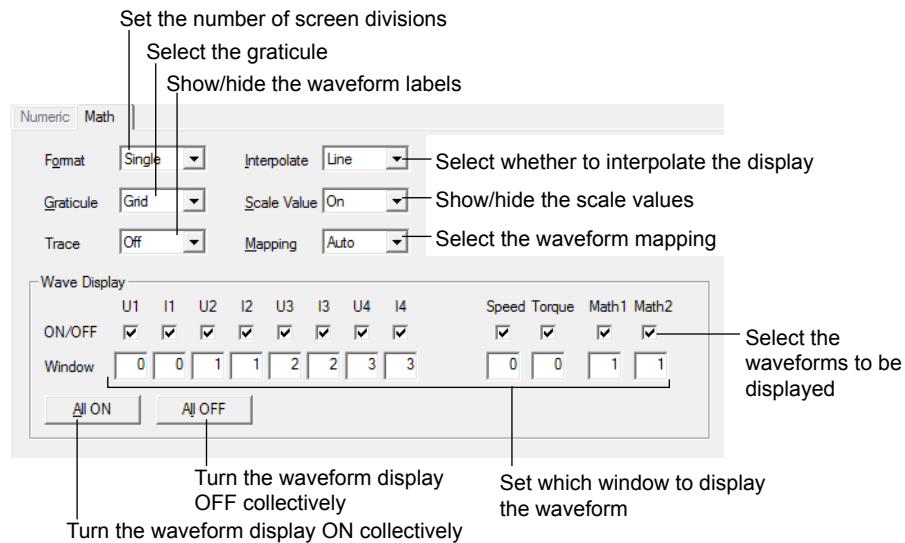 Set the number of screen divisions
Select the graticule
Show/hide the waveform labels
Numeric Math
Format Single Interpolate Line
Select whether to interpolate the display
Graticule Grid Scale Value On
Show/hide the scale values
Trace Off Mapping Auto
Select the waveform mapping
Wave Display
U1 I1 U2 I2 U3 I3 U4 I4 Speed Torque Math1 Math2
ON/OFF
Window 0 0 1 1 2 2 3 3 0 0 1 1
Select the
waveforms to be
displayed
All ON All OFF
Turn the waveform display
OFF collectively
Set which window to display
the waveform
Turn the waveform display ON collectively